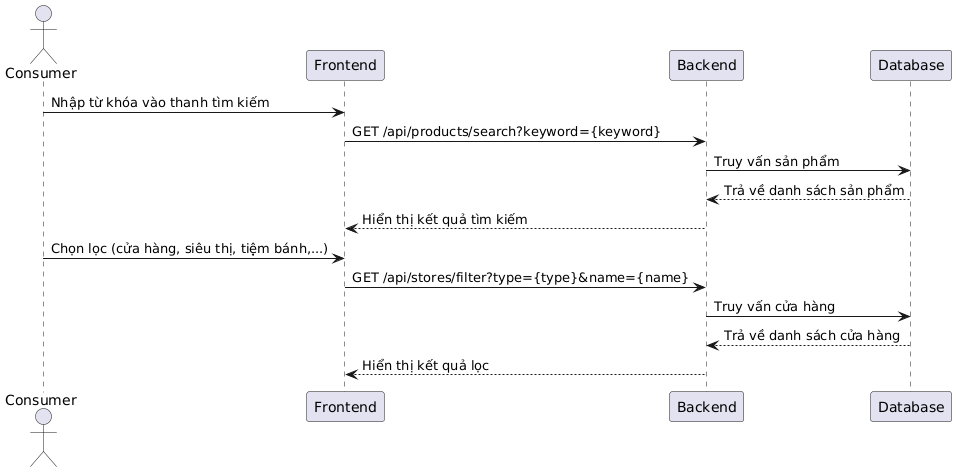 Consumer
Frontend
Backend
Database
Nhập từ khóa vào thanh tìm kiếm
GET /api/products/search?keyword={keyword}
Truy vấn sản phẩm
Trả về danh sách sản phẩm
Hiển thị kết quả tìm kiếm
Chọn lọc (cửa hàng, siêu thị, tiệm bánh,...)
GET /api/stores/filter?type={type}&name={name}
Truy vấn cửa hàng
Trả về danh sách cửa hàng
Hiển thị kết quả lọc
Consumer
Frontend
Backend
Database